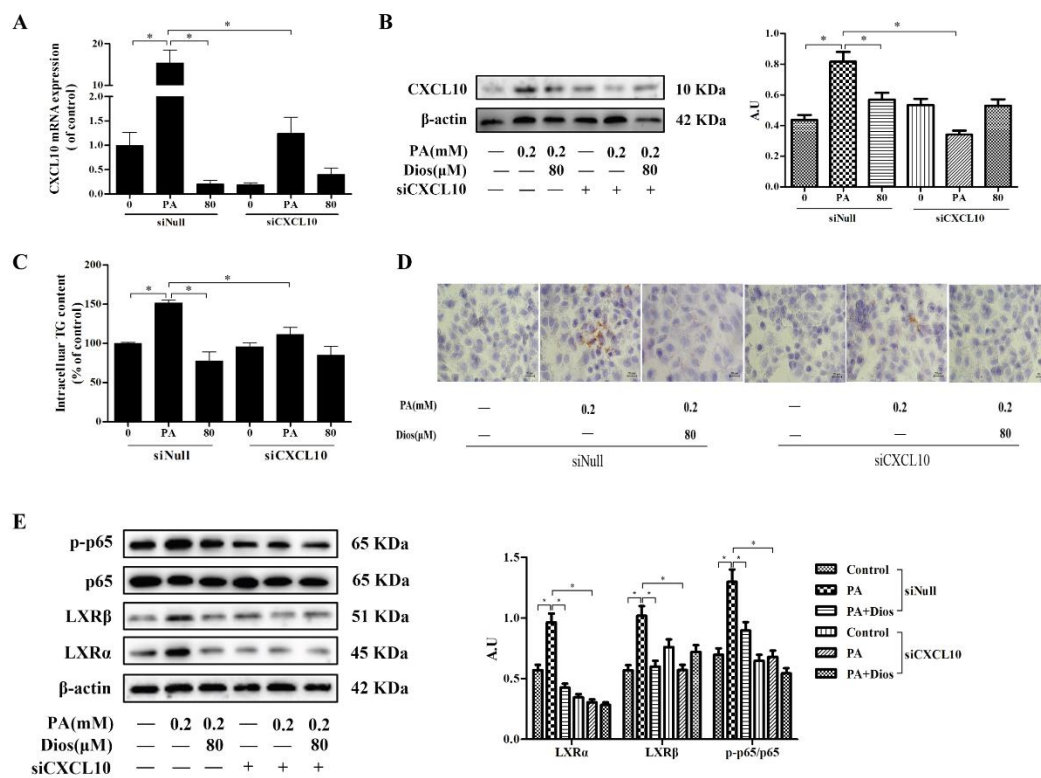 A
CXCL10 mRNA expression
( of control)
20
15
10
5
1.0
0.5
0.0
*
*
*
0 PA 80 0 PA 80
siNull siCXCL10
B
CXCL10 10 KDa
β-actin 42 KDa
PA(mM) — 0.2 0.2 — 0.2 0.2
Dios(μM) — — 80 — — 80
siCXCL10 — — — + + +
A.U
1.0
0.8
0.6
0.4
0.2
0.0
*
*
*
0 PA 80 0 PA 80
siNull siCXCL10
C
Intracelluar TG content
(% of control)
200
150
100
50
0
*
*
*
0 PA 80 0 PA 80
siNull siCXCL10
D
PA(mM) — 0.2 0.2 — 0.2 0.2
Dios(μM) — — 80 — — 80
siNull siCXCL10
E
p-p65 65 KDa
p65 65 KDa
LXRβ 51 KDa
LXRα 45 KDa
β-actin 42 KDa
PA(mM) — 0.2 0.2 — 0.2 0.2
Dios(μM) — — 80 — — 80
siCXCL10 — — — + + +
A.U
1.5
1.0
0.5
0.0
* * *
* * *
* * *
LXRα LXRβ p-p65/p65
Control
PA siNull
PA+Dios
Control
PA siCXCL10
PA+Dios